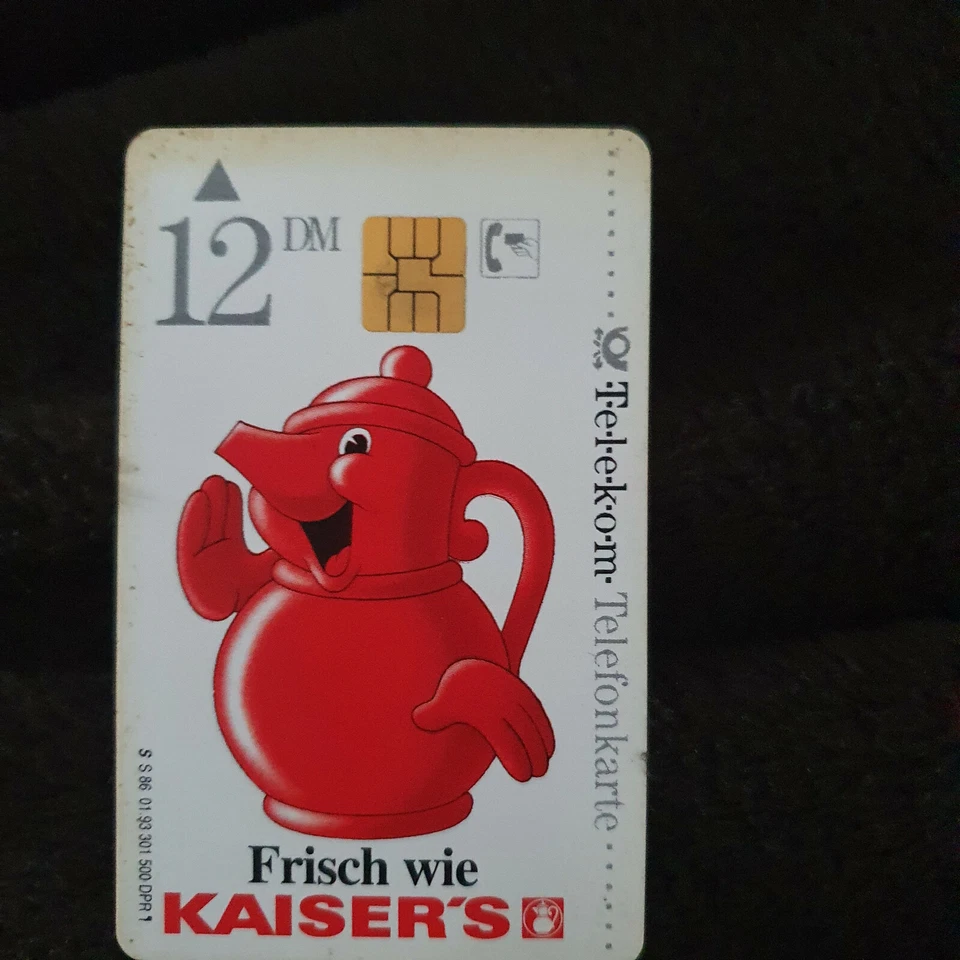 12 DM
T·e·l·e·k·o·m· Telefonkarte
S S 86 01.93 301 500 DPR 1
Frisch wie
KAISER'S